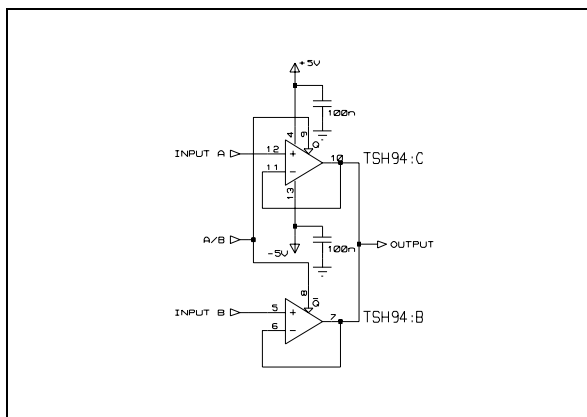 +5V
100n
4
9
Q
INPUT A
12
+
10
TSH94:C
11
-
13
A/B
100n
OUTPUT
-5V
8
Q̅
INPUT B
5
+
7
TSH94:B
6
-